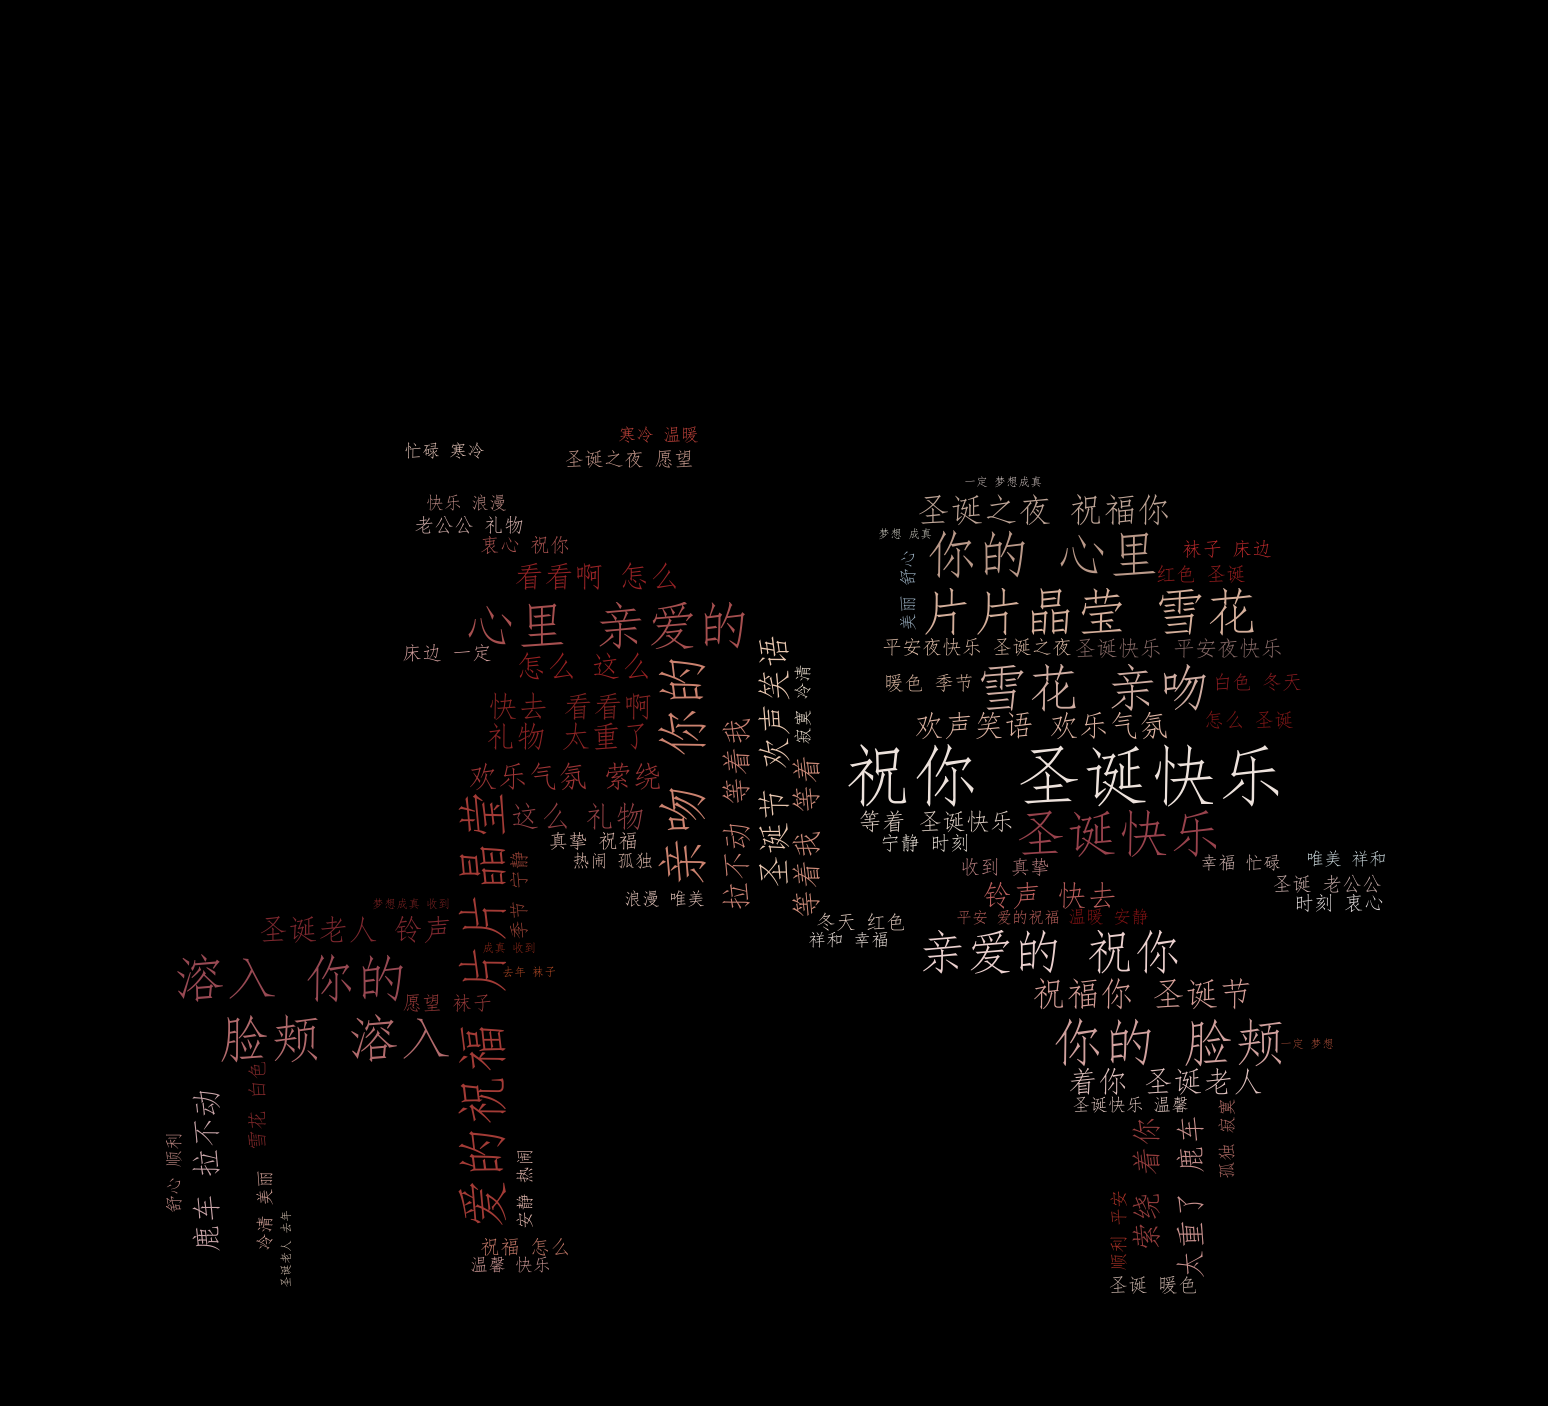 寒冷 温暖
忙碌 寒冷
圣诞之夜 愿望
一定 梦想成真
快乐 浪漫
圣诞之夜 祝福你
老公公 礼物
梦想 成真
衷心 祝你
你的 心里
袜子 床边
舒心
美丽
红色 圣诞
看看啊 怎么
片片晶莹 雪花
心里 亲爱的
床边 一定
平安夜快乐 圣诞之夜
圣诞快乐 平安夜快乐
怎么 这么
暖色 季节
雪花 亲吻
白色 冬天
快去 看看啊
礼物 太重了
欢声笑语 欢乐气氛
怎么 圣诞
亲吻 你的
拉不动 等着我
圣诞节 欢声笑语
寂寞 冷清
等着我 等着
祝你 圣诞快乐
欢乐气氛 萦绕
这么 礼物
等着 圣诞快乐
圣诞快乐
真挚 祝福
宁静 时刻
热闹 孤独
收到 真挚
幸福 忙碌
唯美 祥和
片片晶莹
季节 宁静
圣诞 老公公
铃声 快去
浪漫 唯美
时刻 衷心
梦想成真 收到
平安 爱的祝福
温暖 安静
圣诞老人 铃声
冬天 红色
祥和 幸福
成真 收到
亲爱的 祝你
去年 袜子
溶入 你的
愿望 袜子
祝福你 圣诞节
脸颊 溶入
你的 脸颊
一定 梦想
爱的祝福
着你 圣诞老人
雪花 白色
圣诞快乐 温馨
鹿车 拉不动
舒心 顺利
着你
鹿车
孤独 寂寞
安静 热闹
冷清 美丽
圣诞老人 去年
顺利 平安
萦绕
太重了
祝福 怎么
温馨 快乐
圣诞 暖色